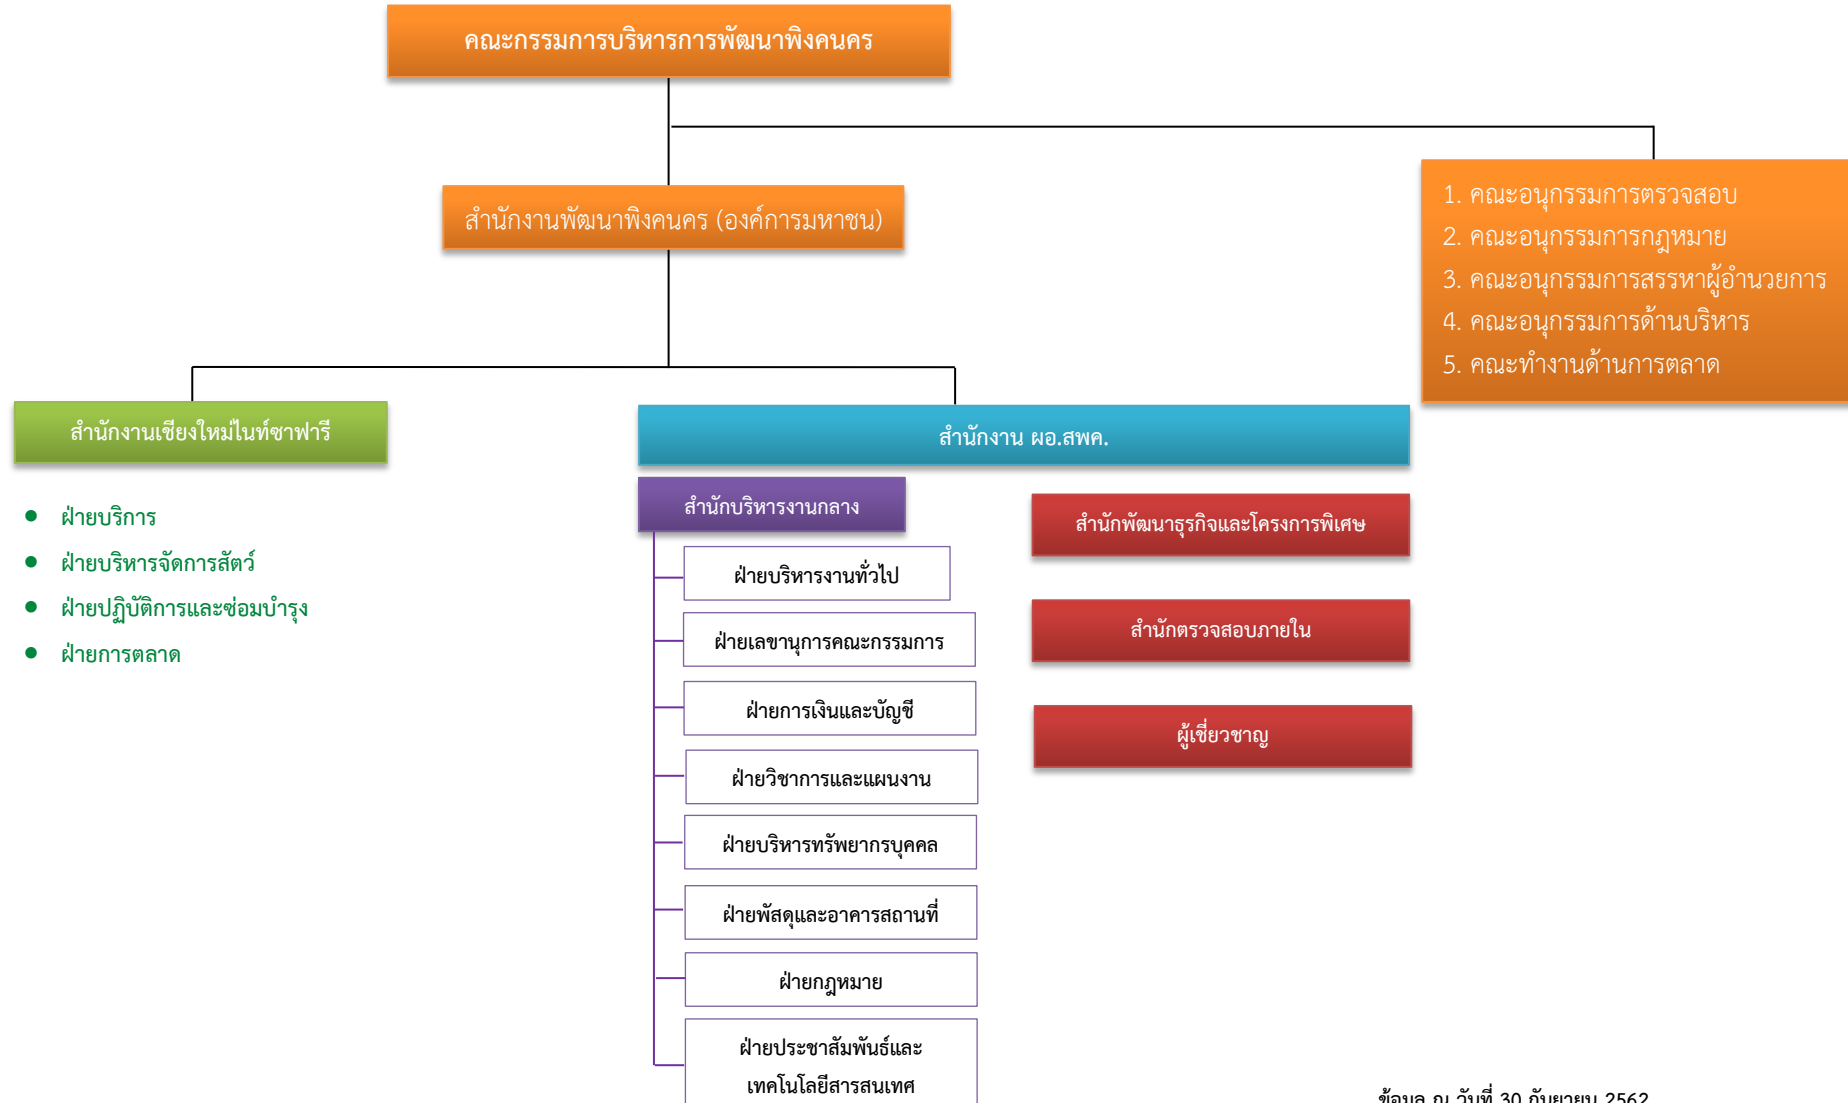 คณะกรรมการบริหารการพัฒนาพิงคนคร
สำนักงานพัฒนาพิงคนคร (องค์การมหาชน)
1. คณะอนุกรรมการตรวจสอบ
2. คณะอนุกรรมการกฎหมาย
3. คณะอนุกรรมการสรรหาผู้อำนวยการ
4. คณะอนุกรรมการด้านบริหาร
5. คณะทำงานด้านการตลาด
สำนักงานเชียงใหม่ไนท์ซาฟารี
• ฝ่ายบริการ
• ฝ่ายบริหารจัดการสัตว์
• ฝ่ายปฏิบัติการและซ่อมบำรุง
• ฝ่ายการตลาด
สำนักงาน ผอ.สพค.
สำนักบริหารงานกลาง
ฝ่ายบริหารงานทั่วไป
ฝ่ายเลขานุการคณะกรรมการ
ฝ่ายการเงินและบัญชี
ฝ่ายวิชาการและแผนงาน
ฝ่ายบริหารทรัพยากรบุคคล
ฝ่ายพัสดุและอาคารสถานที่
ฝ่ายกฎหมาย
ฝ่ายประชาสัมพันธ์และ
เทคโนโลยีสารสนเทศ
สำนักพัฒนาธุรกิจและโครงการพิเศษ
สำนักตรวจสอบภายใน
ผู้เชี่ยวชาญ
ข้อมูล ณ วันที่ 30 กันยายน 2562